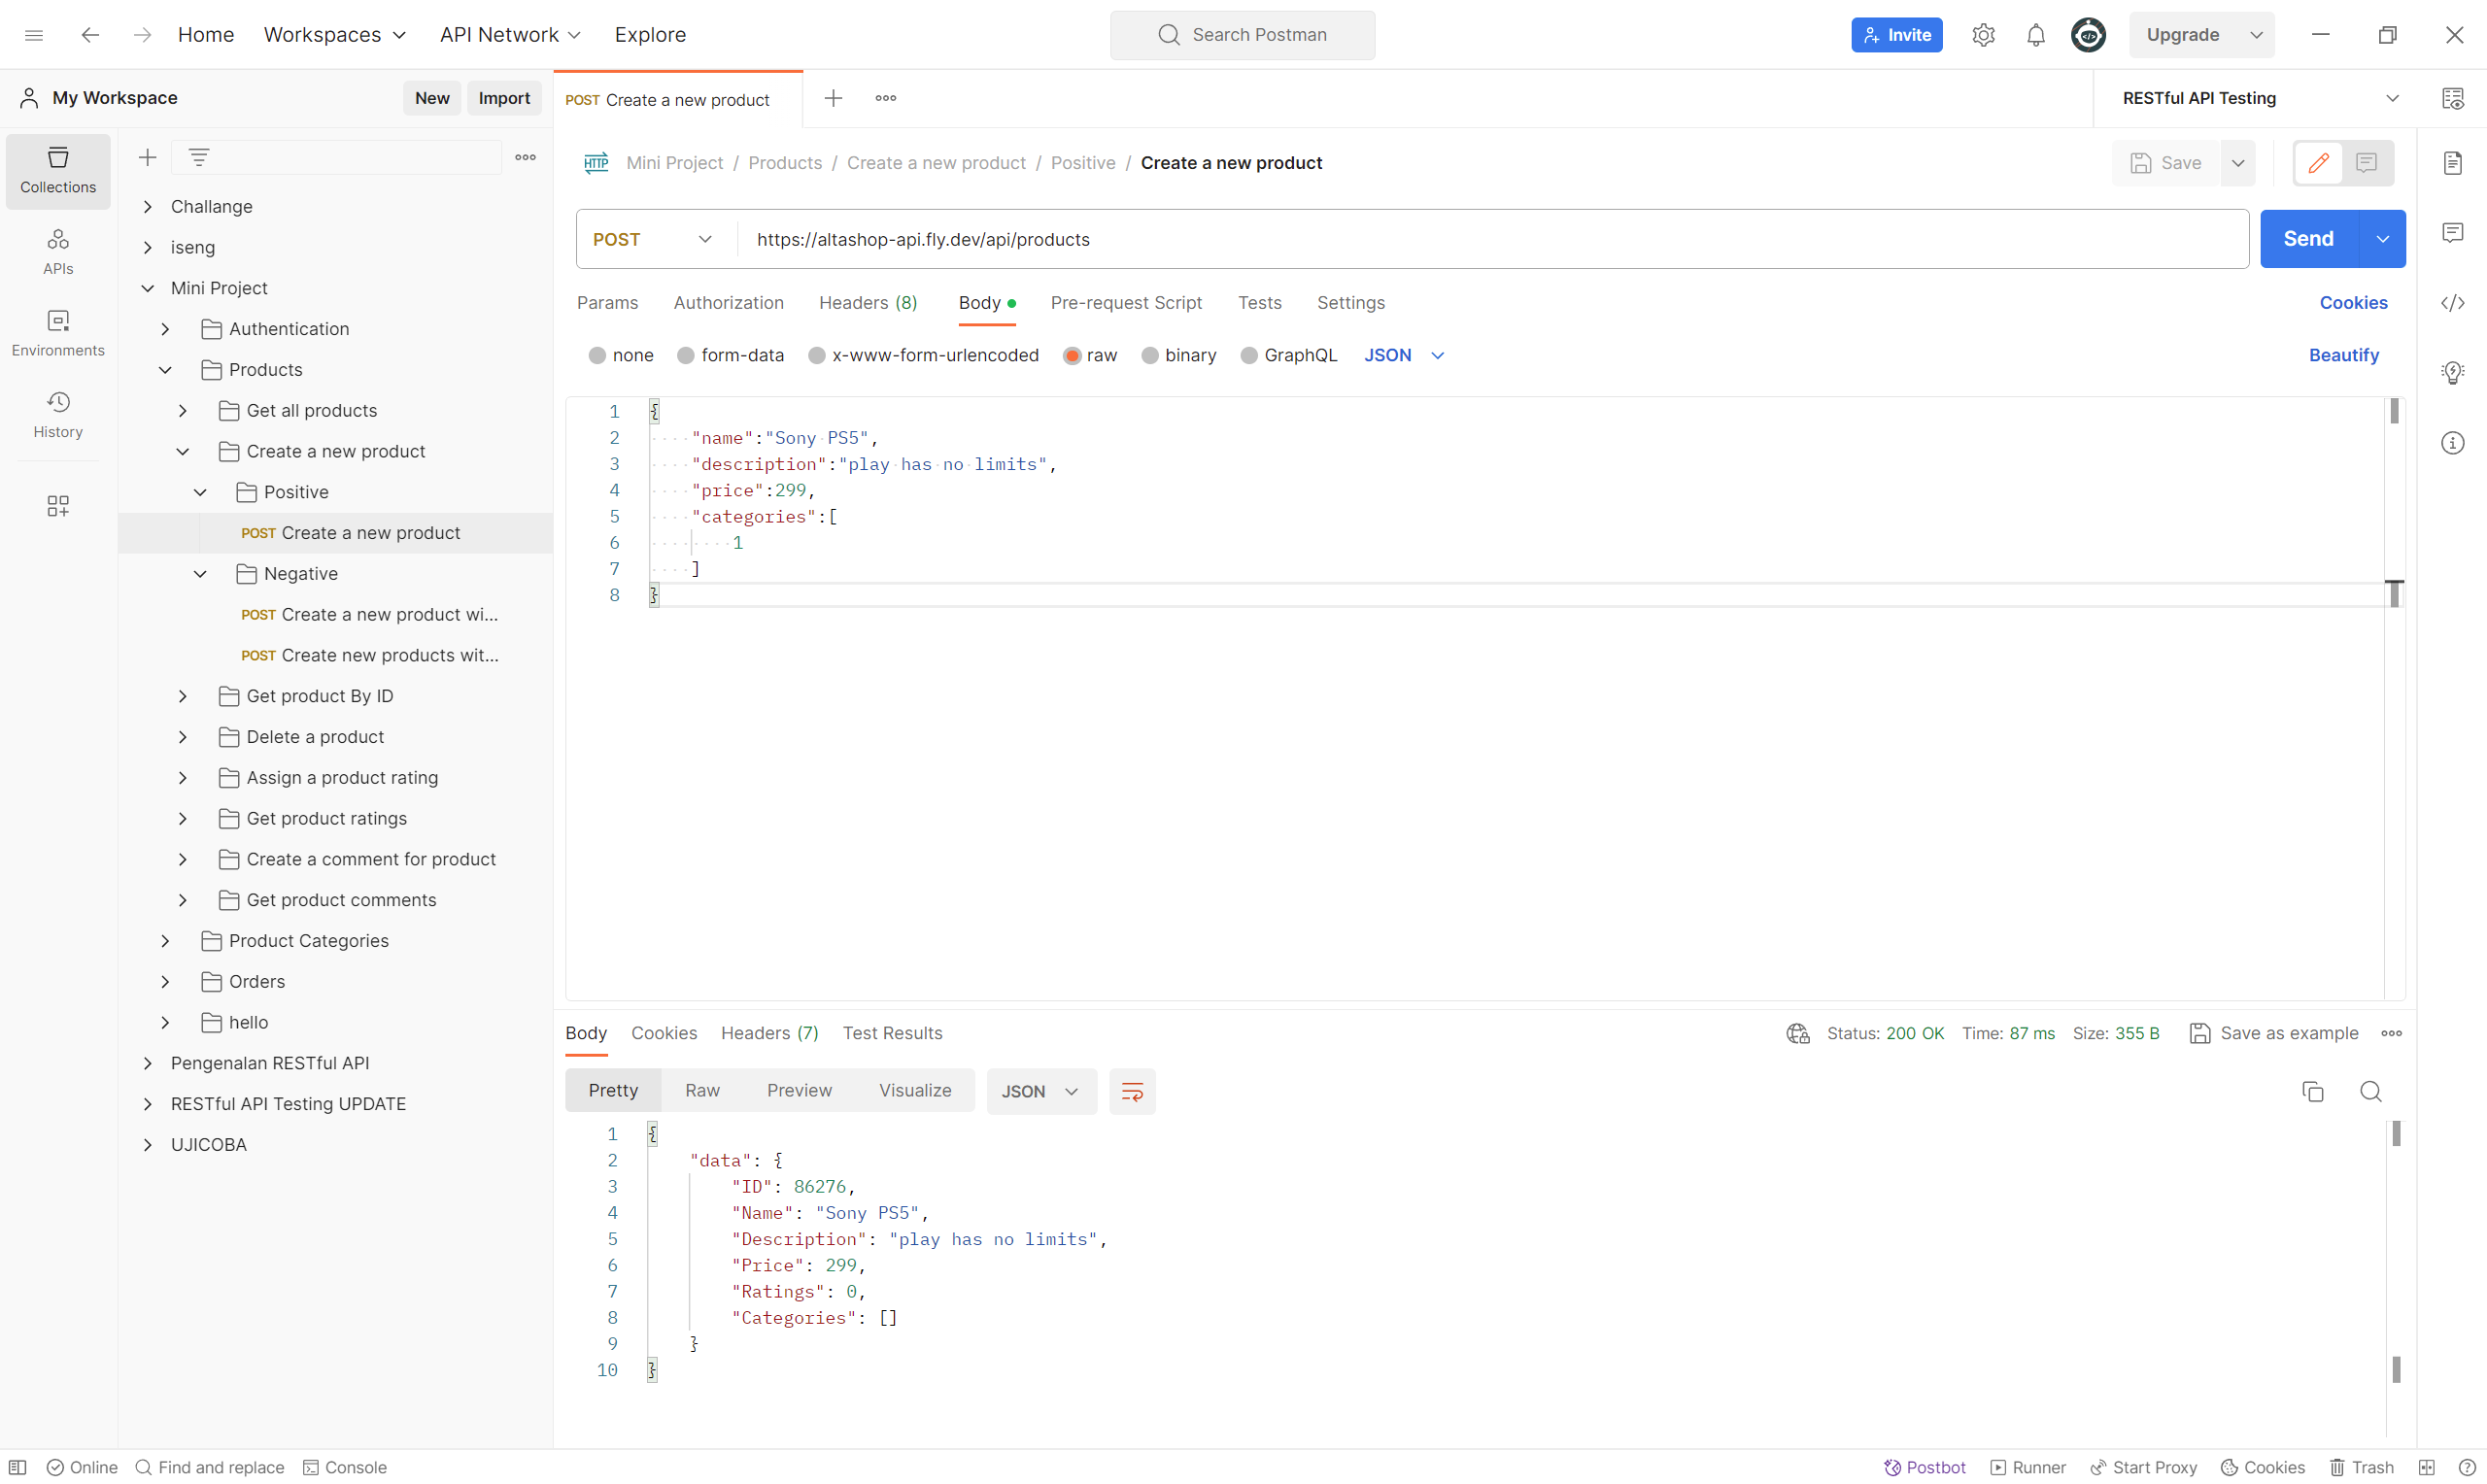 Home Workspaces API Network Explore Search Postman Invite Upgrade
My Workspace New Import POST Create a new product RESTful API Testing
Collections
APIs
Environments
History
Challange
iseng
Mini Project
Authentication
Products
Get all products
Create a new product
Positive
POST Create a new product
Negative
POST Create a new product wi...
POST Create new products wit...
Get product By ID
Delete a product
Assign a product rating
Get product ratings
Create a comment for product
Get product comments
Product Categories
Orders
hello
Pengenalan RESTful API
RESTful API Testing UPDATE
UJICOBA
HTTP Mini Project / Products / Create a new product / Positive / Create a new product Save
POST https://altashop-api.fly.dev/api/products Send
Params Authorization Headers (8) Body Pre-request Script Tests Settings Cookies
none form-data x-www-form-urlencoded raw binary GraphQL JSON Beautify
1 {
2 "name":"Sony PS5",
3 "description":"play has no limits",
4 "price":299,
5 "categories":[
6 1
7 ]
8 }
Body Cookies Headers (7) Test Results Status: 200 OK Time: 87 ms Size: 355 B Save as example
Pretty Raw Preview Visualize JSON
1 {
2 "data": {
3 "ID": 86276,
4 "Name": "Sony PS5",
5 "Description": "play has no limits",
6 "Price": 299,
7 "Ratings": 0,
8 "Categories": []
9 }
10 }
Online Find and replace Console Postbot Runner Start Proxy Cookies Trash